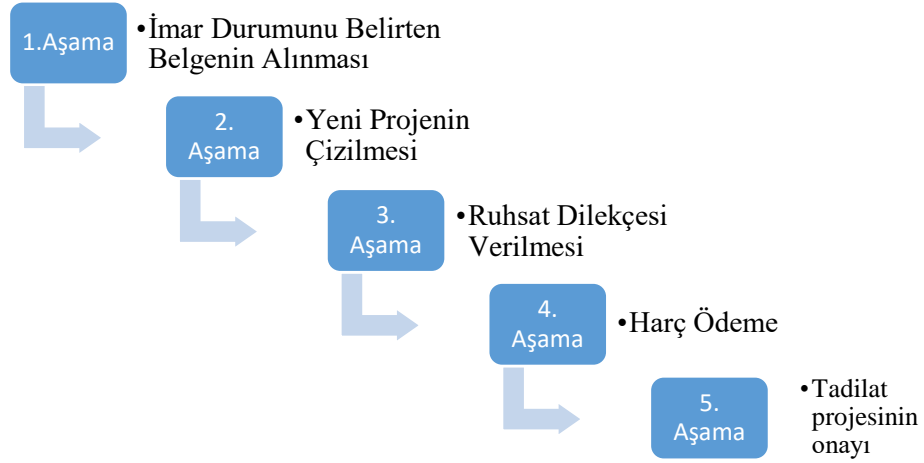 1.Aşama
•İmar Durumunu Belirten
Belgenin Alınması
2.
Aşama
•Yeni Projenin
Çizilmesi
3.
Aşama
•Ruhsat Dilekçesi
Verilmesi
4.
Aşama
•Harç Ödeme
5.
Aşama
•Tadilat
projesinin
onayı